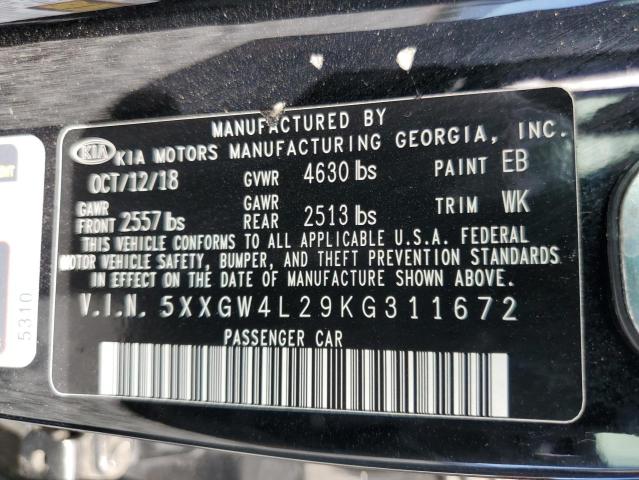 MANUFACTURED BY
KIA KIA MOTORS MANUFACTURING GEORGIA, INC.
OCT/12/18 GVWR 4630 lbs PAINT EB
GAWR FRONT 2557 lbs GAWR REAR 2513 lbs TRIM WK
THIS VEHICLE CONFORMS TO ALL APPLICABLE U.S.A. FEDERAL
MOTOR VEHICLE SAFETY, BUMPER, AND THEFT PREVENTION STANDARDS
IN EFFECT ON THE DATE OF MANUFACTURE SHOWN ABOVE.
V.I.N. 5XXGW4L29KG311672
PASSENGER CAR
5310